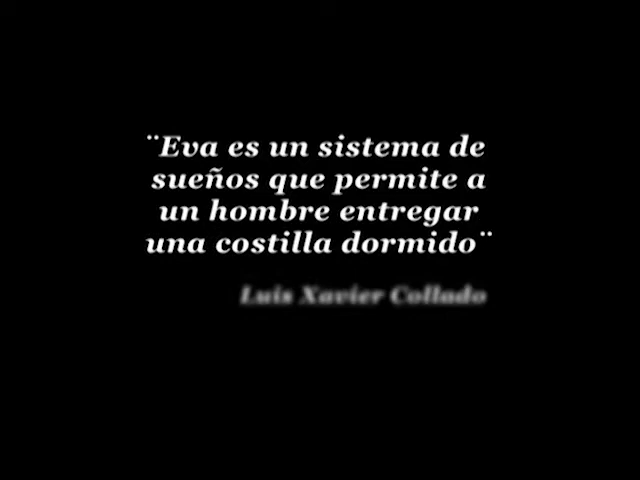 ¨Eva es un sistema de
sueños que permite a
un hombre entregar
una costilla dormido¨
Luis Xavier Collado